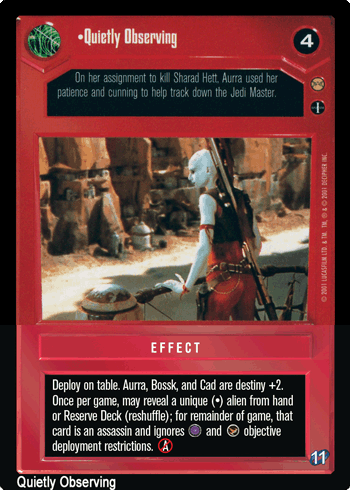 •Quietly Observing
4
On her assignment to kill Sharad Hett, Aurra used her
patience and cunning to help track down the Jedi Master.
© 2001 LUCASFILM LTD. & TM. ® & © 2001 DECIPHER INC.
EFFECT
Deploy on table. Aurra, Bossk, and Cad are destiny +2.
Once per game, may reveal a unique (•) alien from hand
or Reserve Deck (reshuffle); for remainder of game, that
card is an assassin and ignores and objective
deployment restrictions. A
11
Quietly Observing